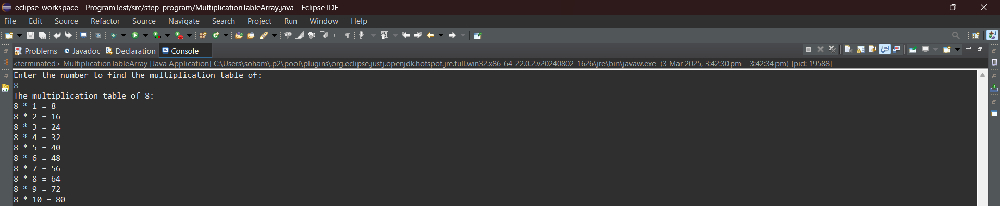 eclipse-workspace - ProgramTest/src/step_program/MultiplicationTableArray.java - Eclipse IDE
File Edit Source Refactor Source Navigate Search Project Run Window Help
Problems Javadoc Declaration Console
<terminated> MultiplicationTableArray [Java Application] C:\Users\soham\.p2\pool\plugins\org.eclipse.justj.openjdk.hotspot.jre.full.win32.x86_64_22.0.2.v20240802-1626\jre\bin\javaw.exe (3 Mar 2025, 3:42:30 pm – 3:42:34 pm) [pid: 19588]
Enter the number to find the multiplication table of:
8
The multiplication table of 8:
8 * 1 = 8
8 * 2 = 16
8 * 3 = 24
8 * 4 = 32
8 * 5 = 40
8 * 6 = 48
8 * 7 = 56
8 * 8 = 64
8 * 9 = 72
8 * 10 = 80